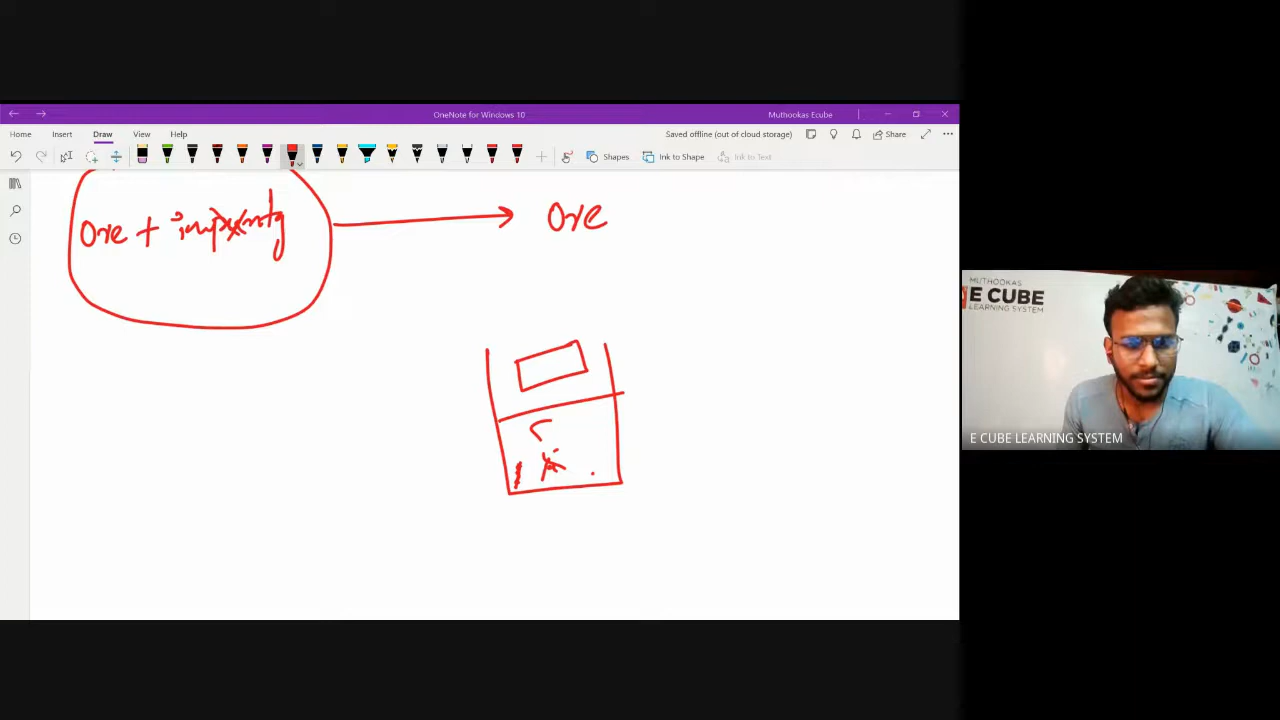 OneNote for Windows 10
Muthookas Ecube
Home Insert Draw View Help
Saved offline (out of cloud storage)
Share
Shapes
Ink to Shape
Ink to Text
Ore +
Ore
MUTHOOKAS
E CUBE
LEARNING SYSTEM
E CUBE LEARNING SYSTEM